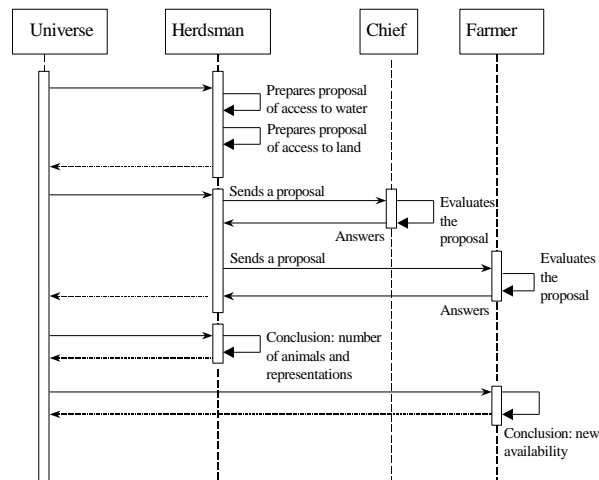 Universe
Herdsman
Chief
Farmer
Prepares proposal
of access to water
Prepares proposal
of access to land
Sends a proposal
Evaluates
the
proposal
Answers
Sends a proposal
Evaluates
the
proposal
Answers
Conclusion: number
of animals and
representations
Conclusion: new
availability